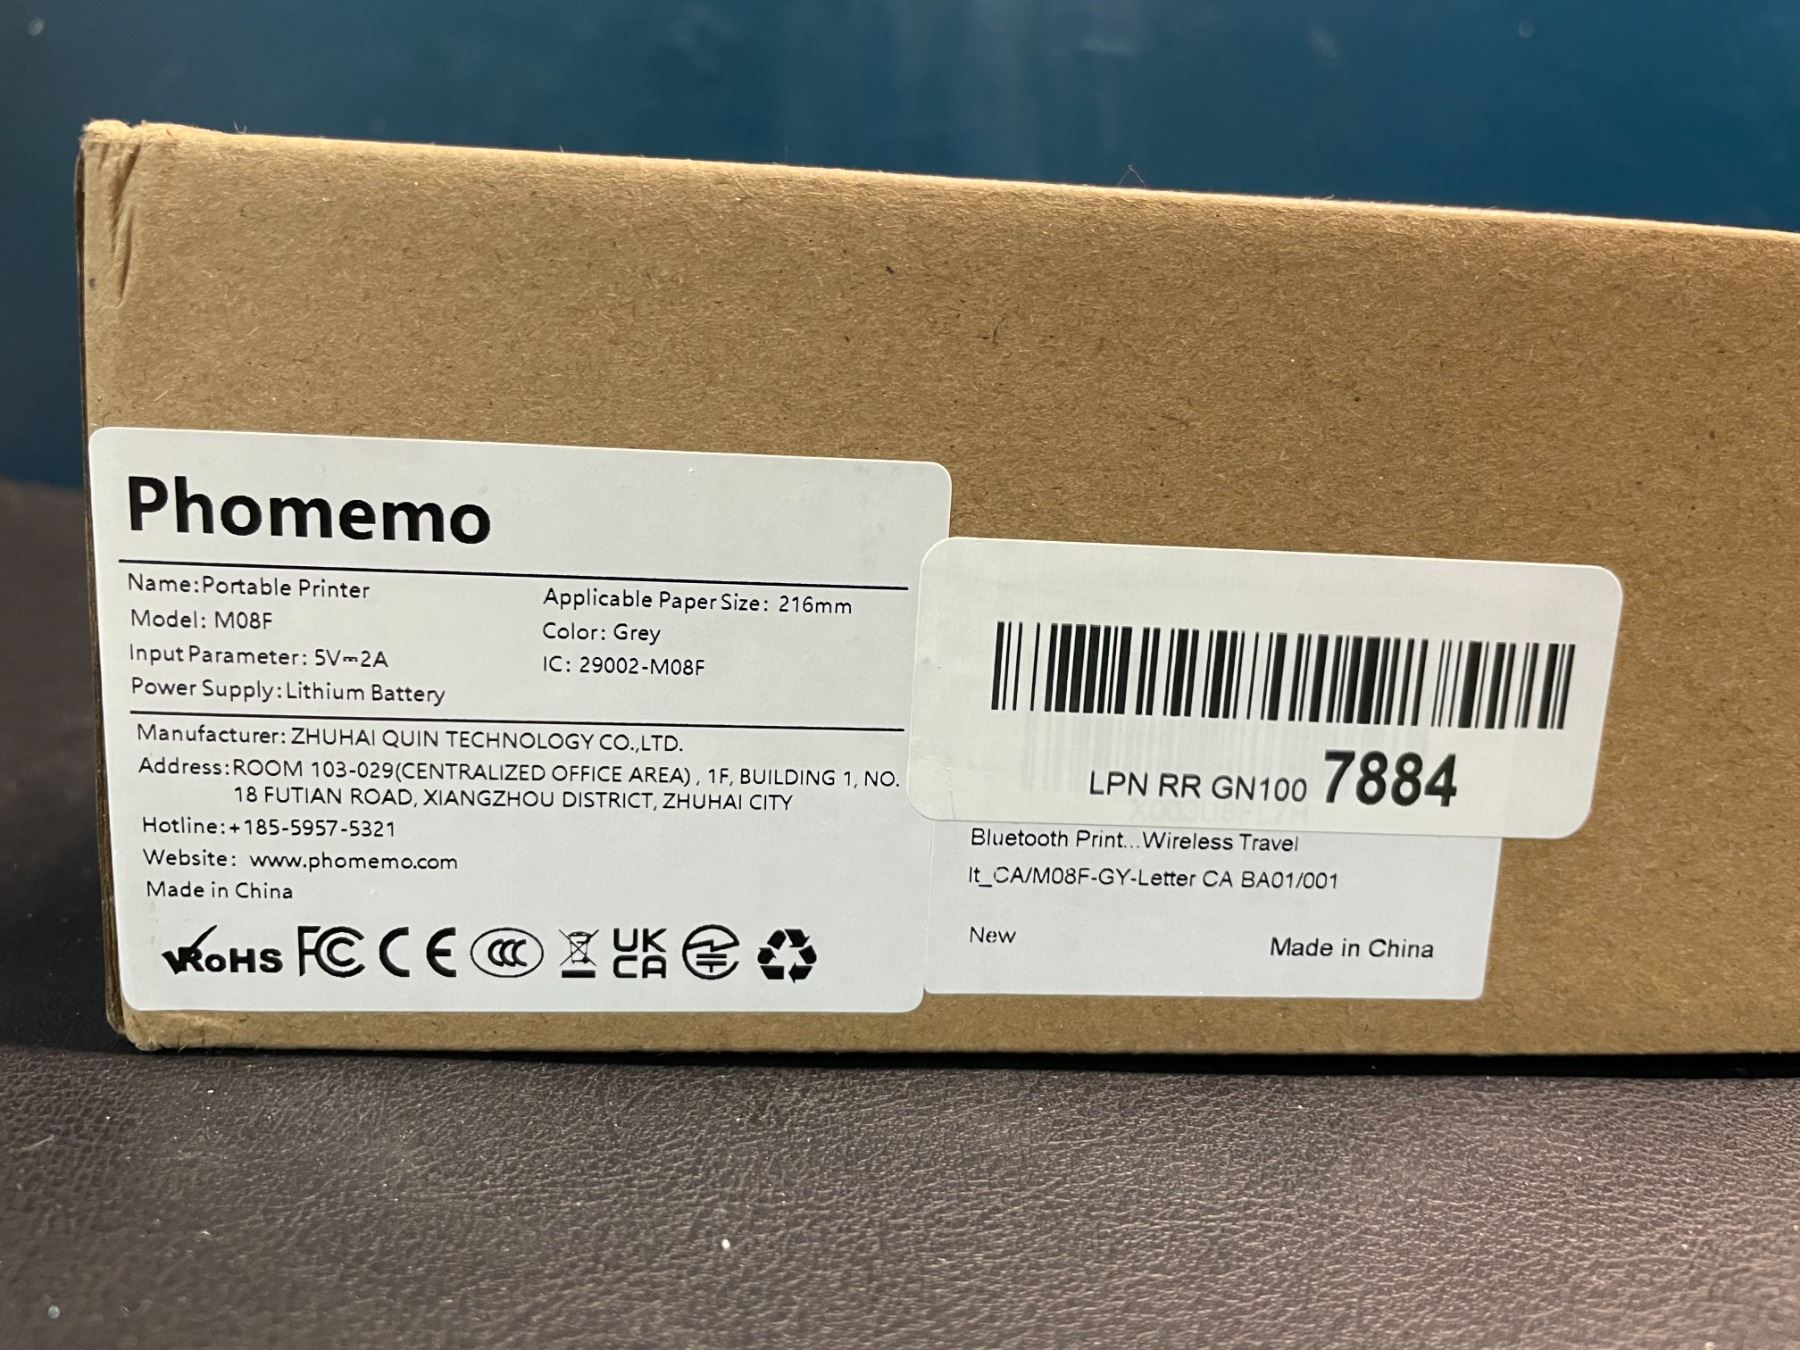 Phomemo
Name:Portable Printer
Model: M08F
Input Parameter: 5V⎓2A
Power Supply:Lithium Battery
Applicable Paper Size: 216mm
Color: Grey
IC: 29002-M08F
Manufacturer: ZHUHAI QUIN TECHNOLOGY CO.,LTD.
Address:ROOM 103-029(CENTRALIZED OFFICE AREA) , 1F, BUILDING 1, NO.
18 FUTIAN ROAD, XIANGZHOU DISTRICT, ZHUHAI CITY
Hotline:+185-5957-5321
Website: www.phomemo.com
Made in China
RoHS FC CE CCC UK
CA
LPN RR GN100 7884
Bluetooth Print...Wireless Travel
It_CA/M08F-GY-Letter CA BA01/001
New
Made in China